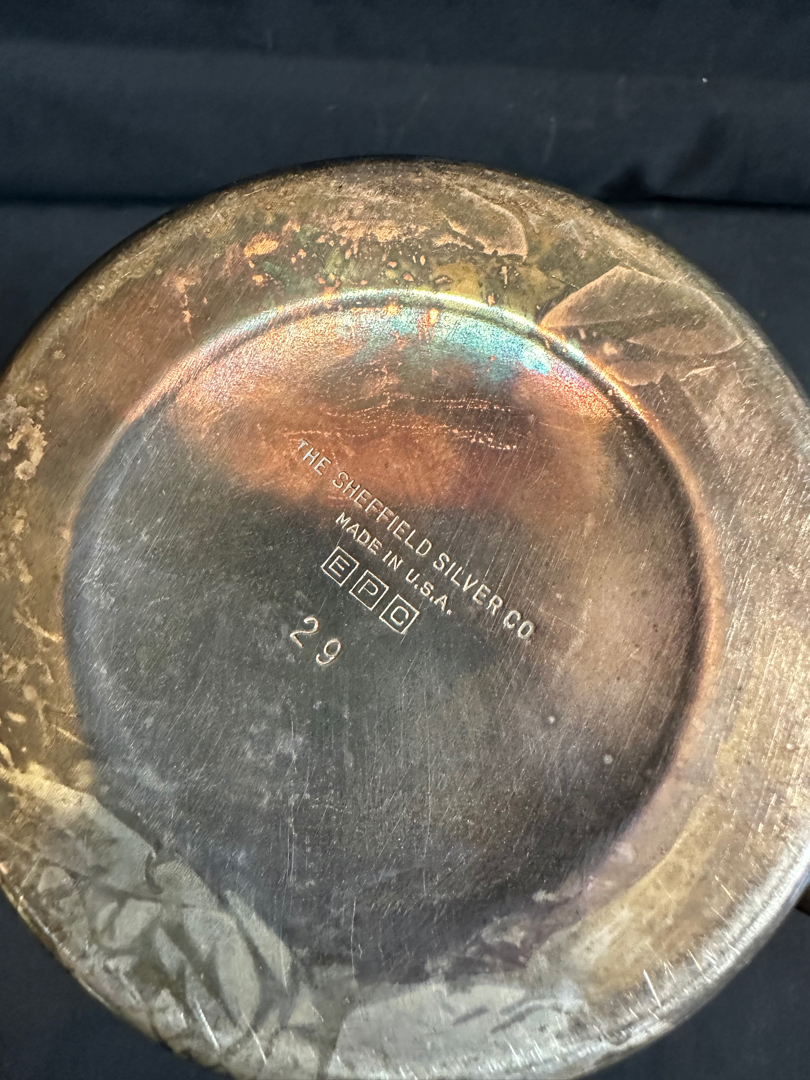 THE SHEFFIELD SILVER CO.
MADE IN U.S.A.
EPC
29